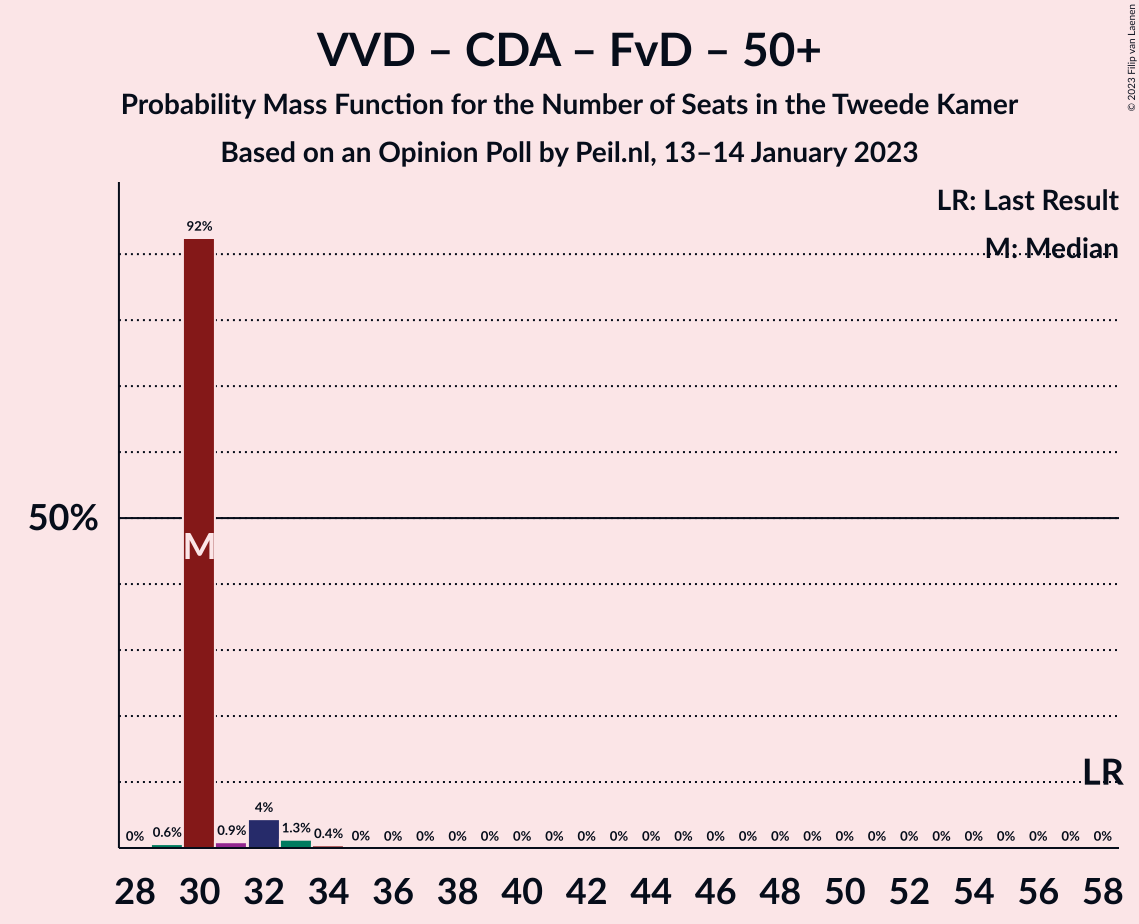 VVD – CDA – FvD – 50+
Probability Mass Function for the Number of Seats in the Tweede Kamer
Based on an Opinion Poll by Peil.nl, 13–14 January 2023
© 2023 Filip van Laenen
LR: Last Result
M: Median
92%
50%
M
LR
0% 0.6% 0.9% 4% 1.3% 0.4% 0% 0% 0% 0% 0% 0% 0% 0% 0% 0% 0% 0% 0% 0% 0% 0% 0% 0% 0% 0% 0% 0% 0% 0%
28 30 32 34 36 38 40 42 44 46 48 50 52 54 56 58